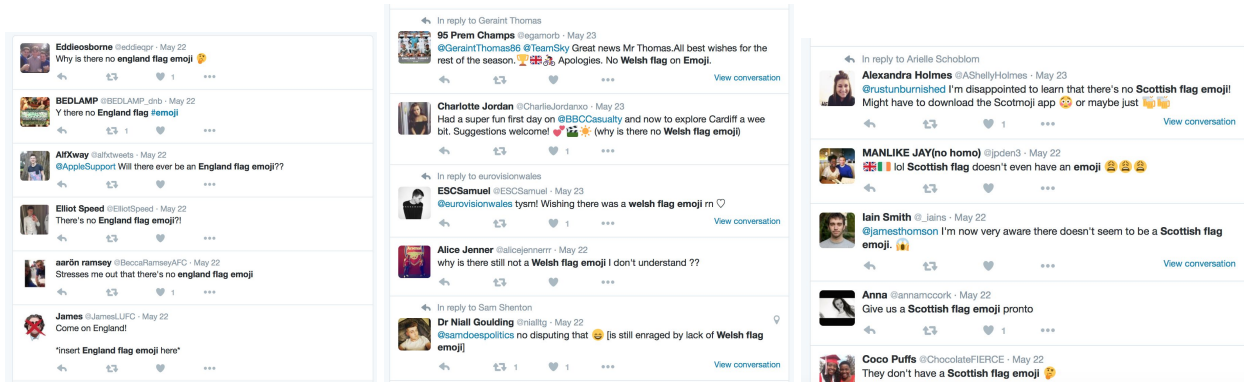 Eddieosborne @eddieqpr · May 22
Why is there no england flag emoji 🤔
1
BEDLAMP @BEDLAMP_dnb · May 22
Y there no England flag #emoji
1
AlfXway @alfxtweets · May 22
@AppleSupport Will there ever be an England flag emoji??
Elliot Speed @ElliotSpeed · May 22
There's no England flag emoji?!
aarön ramsey @BeccaRamseyAFC · May 22
Stresses me out that there's no england flag emoji
1
James @JamesLUFC · May 22
Come on England!
*insert England flag emoji here*
In reply to Geraint Thomas
95 Prem Champs @egamorb · May 23
@GeraintThomas86 @TeamSky Great news Mr Thomas.All best wishes for the
rest of the season.🏆🇬🇧🚴 Apologies. No Welsh flag on Emoji.
View conversation
Charlotte Jordan @CharlieJordanxo · May 23
Had a super fun first day on @BBCCasualty and now to explore Cardiff a wee
bit. Suggestions welcome! 💕🎬☀️ (why is there no Welsh flag emoji)
1
In reply to eurovisionwales
ESCSamuel @ESCSamuel · May 23
@eurovisionwales tysm! Wishing there was a welsh flag emoji rn ♡
1
View conversation
Alice Jenner @alicejennerrr · May 22
why is there still not a Welsh flag emoji I don't understand ??
In reply to Sam Shenton
Dr Niall Goulding @nialltg · May 22
@samdoespolitics no disputing that 😄 [is still enraged by lack of Welsh flag
emoji]
1
1
View conversation
In reply to Arielle Schoblom
Alexandra Holmes @AShellyHolmes · May 23
@rustunburnished I'm disappointed to learn that there's no Scottish flag emoji!
Might have to download the Scotmoji app 😳 or maybe just 🍻🍻
1
View conversation
MANLIKE JAY(no homo) @jpden3 · May 22
🇬🇧🇮🇪 lol Scottish flag doesn't even have an emoji 😩😩😩
Iain Smith @_iains · May 22
@jamesthomson I'm now very aware there doesn't seem to be a Scottish flag
emoji. 😱
View conversation
Anna @annamccork · May 22
Give us a Scottish flag emoji pronto
1
Coco Puffs @ChocolateFIERCE · May 22
They don't have a Scottish flag emoji 🤔